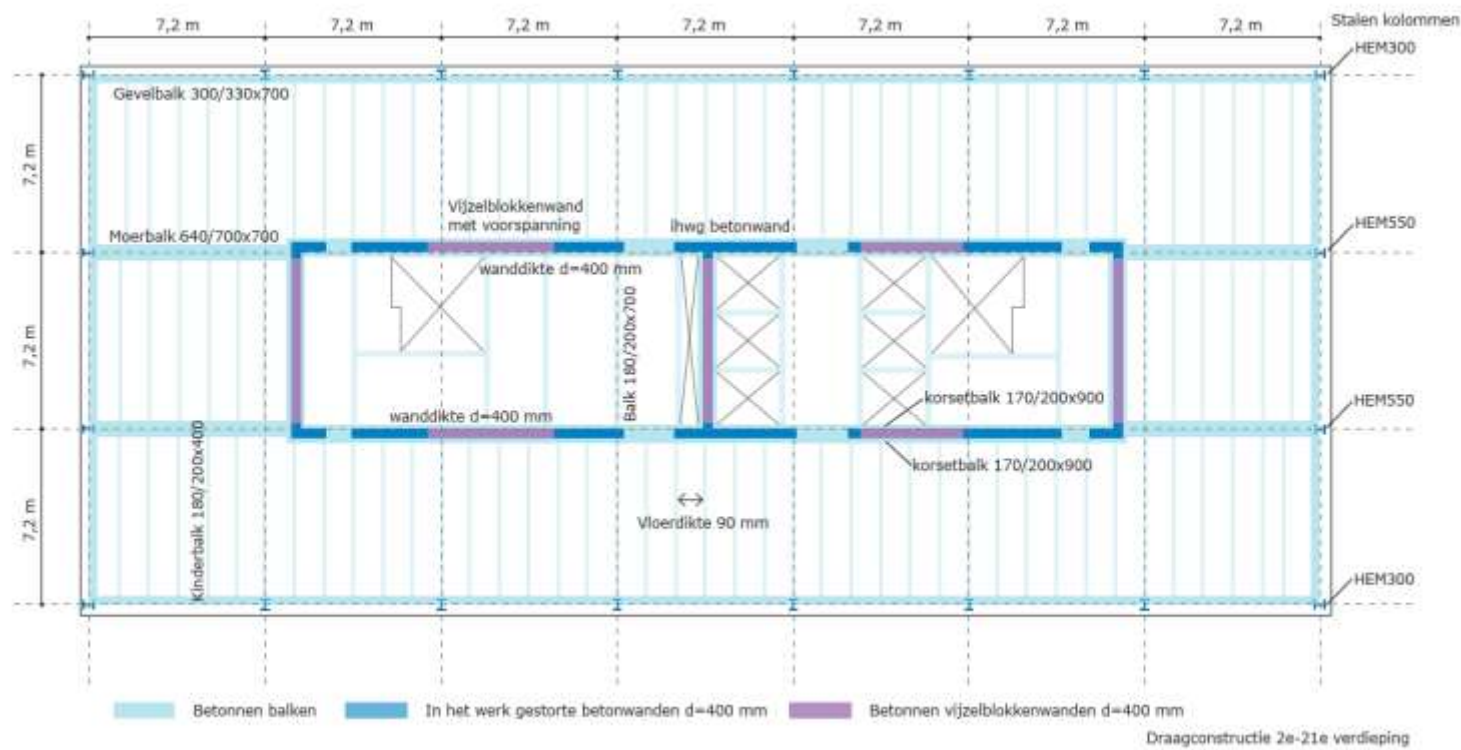 7,2 m 7,2 m 7,2 m 7,2 m 7,2 m 7,2 m 7,2 m
Stalen kolommen
HEM300
Gevelbalk 300/330x700
7,2 m
Vijzelblokkenwand
met voorspanning
ihwg betonwand
HEM550
Moerbalk 640/700x700
wanddikte d=400 mm
7,2 m
Balk 180/200x700
korsetbalk 170/200x900
HEM550
wanddikte d=400 mm
korsetbalk 170/200x900
Kinderbalk 180/200x400
7,2 m
Vloerdikte 90 mm
HEM300
Betonnen balken
In het werk gestorte betonwanden d=400 mm
Betonnen vijzelblokkenwanden d=400 mm
Draagconstructie 2e-21e verdieping